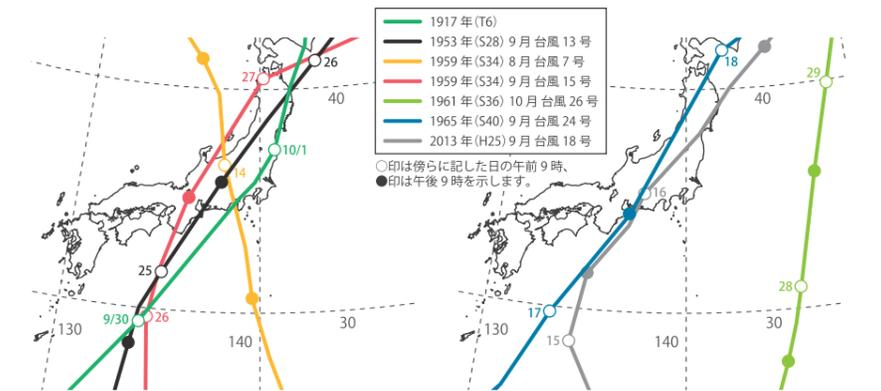 1917 年（T6）
1953 年（S28）9 月 台風 13 号
1959 年（S34）8 月 台風 7 号
1959 年（S34）9 月 台風 15 号
1961 年（S36）10 月 台風 26 号
1965 年（S40）9 月 台風 24 号
2013 年（H25）9 月 台風 18 号
○印は傍らに記した日の午前 9 時、
●印は午後 9 時を示します。
26
27
40
10/1
14
25
9/30
26
130
140
30
18
29
40
16
28
17
15
130
140
30